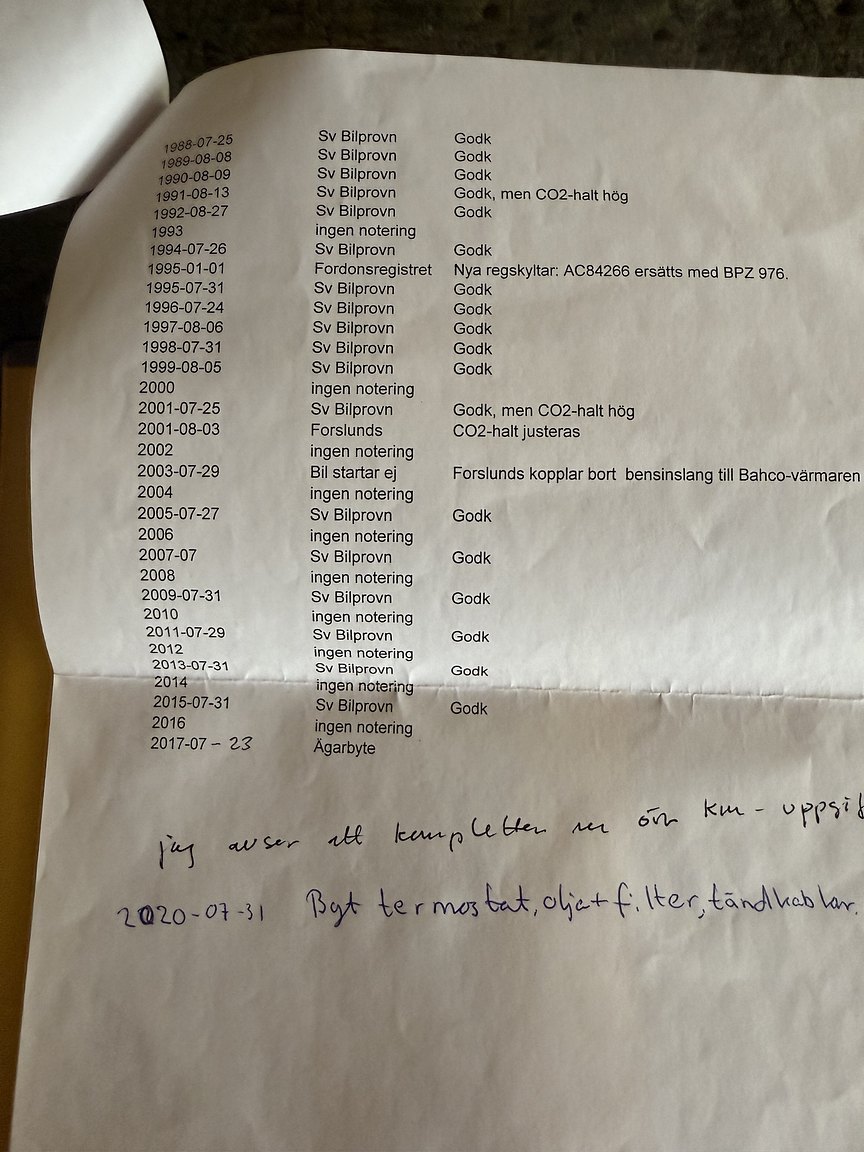 1988-07-25 Sv Bilprovn Godk
1989-08-08 Sv Bilprovn Godk
1990-08-09 Sv Bilprovn Godk
1991-08-13 Sv Bilprovn Godk, men CO2-halt hög
1992-08-27 Sv Bilprovn Godk
1993 ingen notering
1994-07-26 Sv Bilprovn Godk
1995-01-01 Fordonsregistret Nya regskyltar: AC84266 ersätts med BPZ 976.
1995-07-31 Sv Bilprovn Godk
1996-07-24 Sv Bilprovn Godk
1997-08-06 Sv Bilprovn Godk
1998-07-31 Sv Bilprovn Godk
1999-08-05 Sv Bilprovn Godk
2000 ingen notering
2001-07-25 Sv Bilprovn Godk, men CO2-halt hög
2001-08-03 Forslunds CO2-halt justeras
2002 ingen notering
2003-07-29 Bil startar ej Forslunds kopplar bort bensinslang till Bahco-värmaren
2004 ingen notering
2005-07-27 Sv Bilprovn Godk
2006 ingen notering
2007-07 Sv Bilprovn Godk
2008 ingen notering
2009-07-31 Sv Bilprovn Godk
2010 ingen notering
2011-07-29 Sv Bilprovn Godk
2012 ingen notering
2013-07-31 Sv Bilprovn Godk
2014 ingen notering
2015-07-31 Sv Bilprovn Godk
2016 ingen notering
2017-07-23 Ägarbyte
jag avser att km-
2020-07-31 Byt termostat, olja+filter, tändkablar.